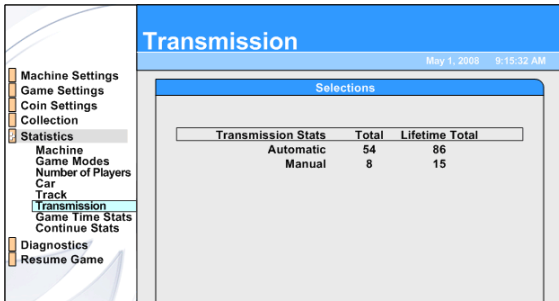 Transmission
May 1, 2008 9:15:32 AM
Machine Settings
Game Settings
Coin Settings
Collection
Statistics
Machine
Game Modes
Number of Players
Car
Track
Transmission
Game Time Stats
Continue Stats
Diagnostics
Resume Game
Selections
Transmission Stats Total Lifetime Total
Automatic 54 86
Manual 8 15